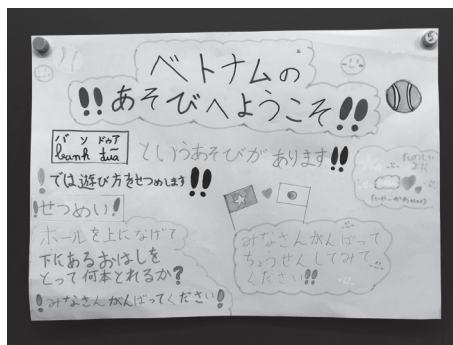 ベトナムの
!!あそびへようこそ!!
バン ドゥア
banh đũa
というあそびがあります!!
!では遊び方をせつめします!!
!せつめい!
ボールを上になげて
下にあるおはしを
とって何本とれるか?
!みなさんがんばってください!
みなさんがんばって
ちょうせんしてみて
ください!!